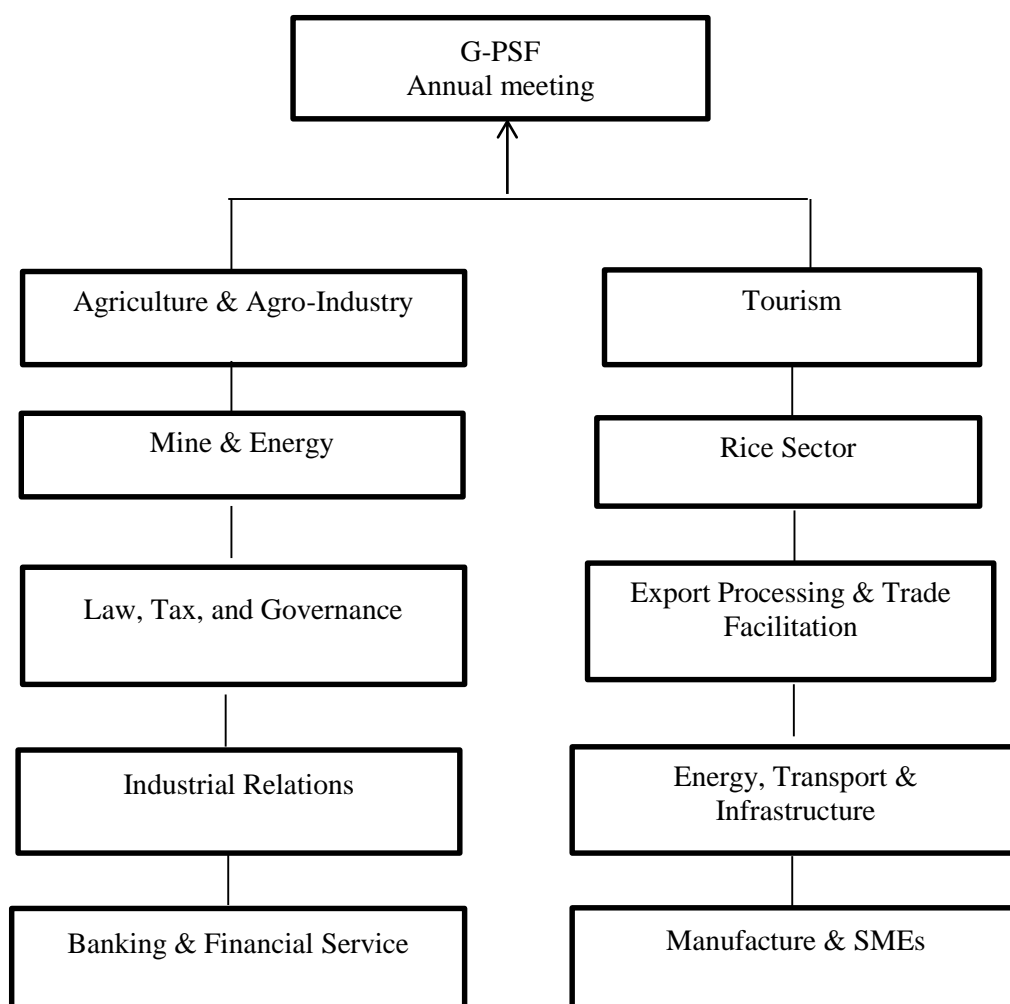 G-PSF
Annual meeting
Agriculture & Agro-Industry
Tourism
Mine & Energy
Rice Sector
Law, Tax, and Governance
Export Processing & Trade
Facilitation
Industrial Relations
Energy, Transport &
Infrastructure
Banking & Financial Service
Manufacture & SMEs